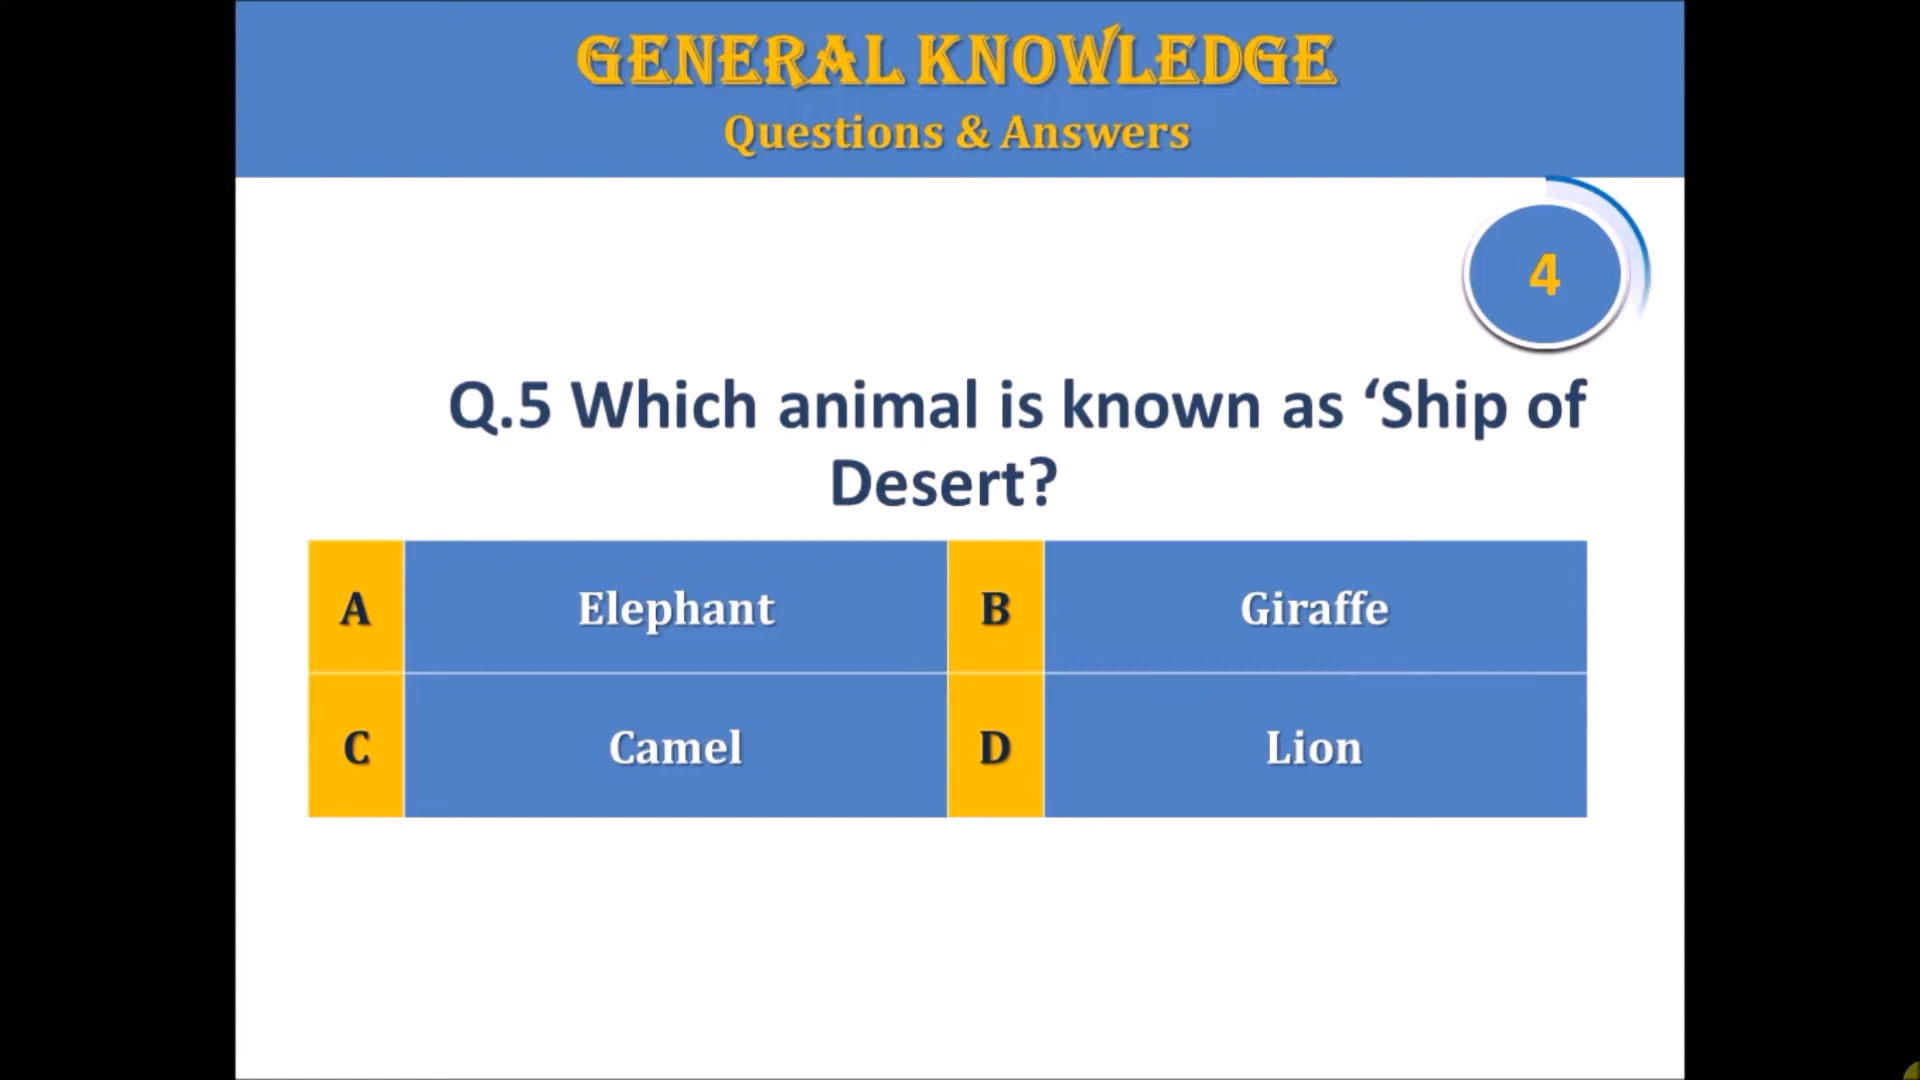 GENERAL KNOWLEDGE
Questions & Answers
4
Q.5 Which animal is known as ‘Ship of
Desert?
A Elephant B Giraffe
C Camel D Lion